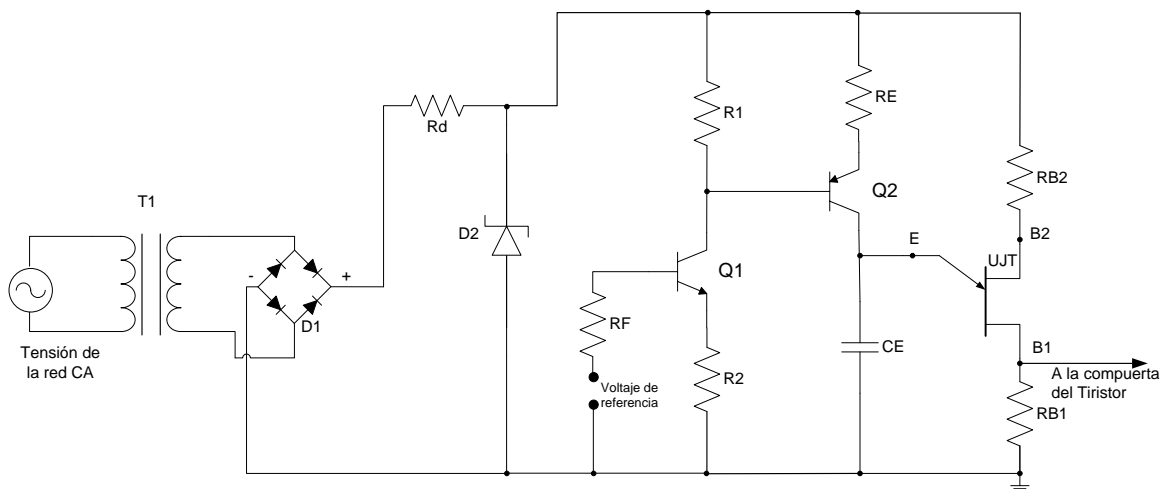 R1
RE
Rd
RB2
T1
Q2
B2
D2
E
UJT
Q1
-
+
D1
RF
CE
B1
Tensión de
la red CA
R2
A la compuerta
del Tiristor
Voltaje de
referencia
RB1